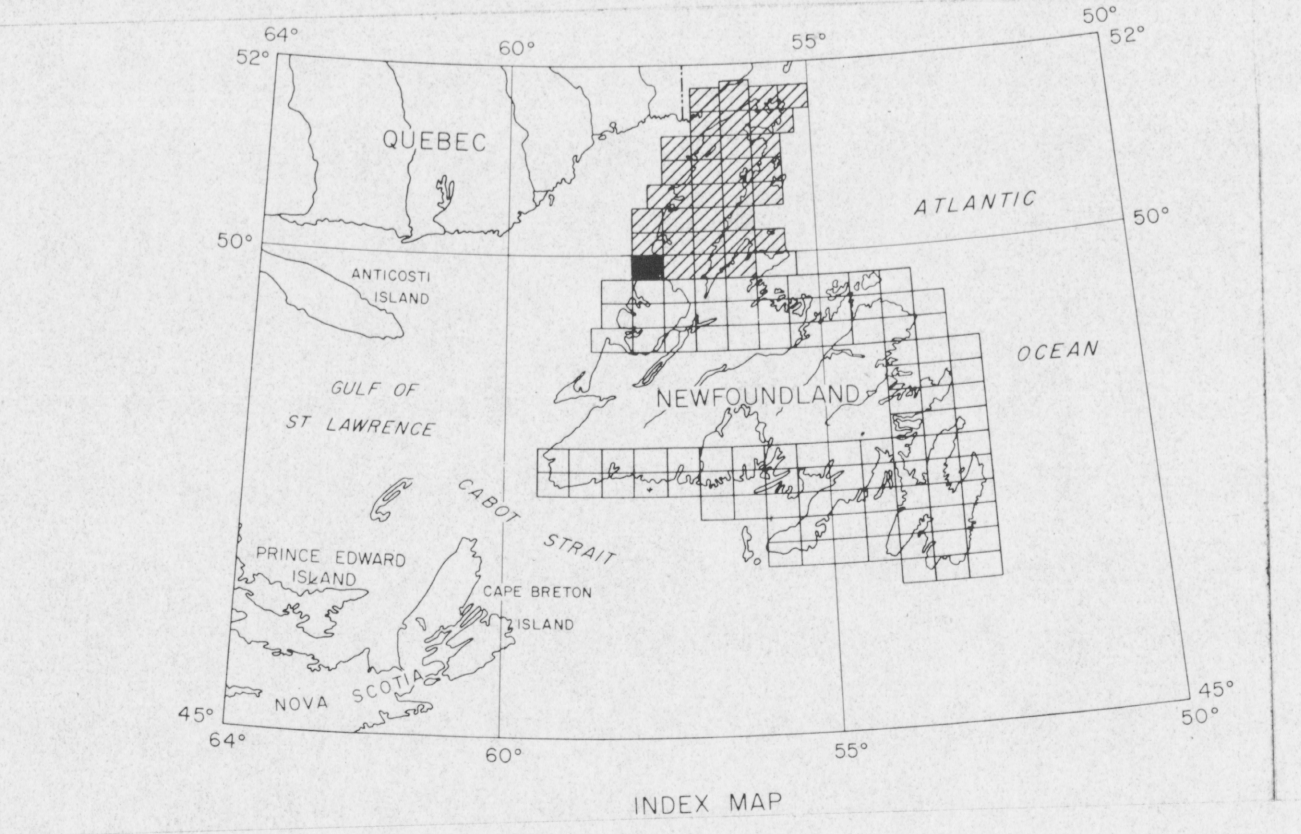 64°
60°
55°
50°
52°
52°
QUEBEC
ATLANTIC
50°
50°
ANTICOSTI
ISLAND
OCEAN
GULF OF
ST LAWRENCE
NEWFOUNDLAND
CABOT
STRAIT
PRINCE EDWARD
ISLAND
CAPE BRETON
ISLAND
NOVA SCOTIA
45°
64°
60°
55°
45°
50°
INDEX MAP